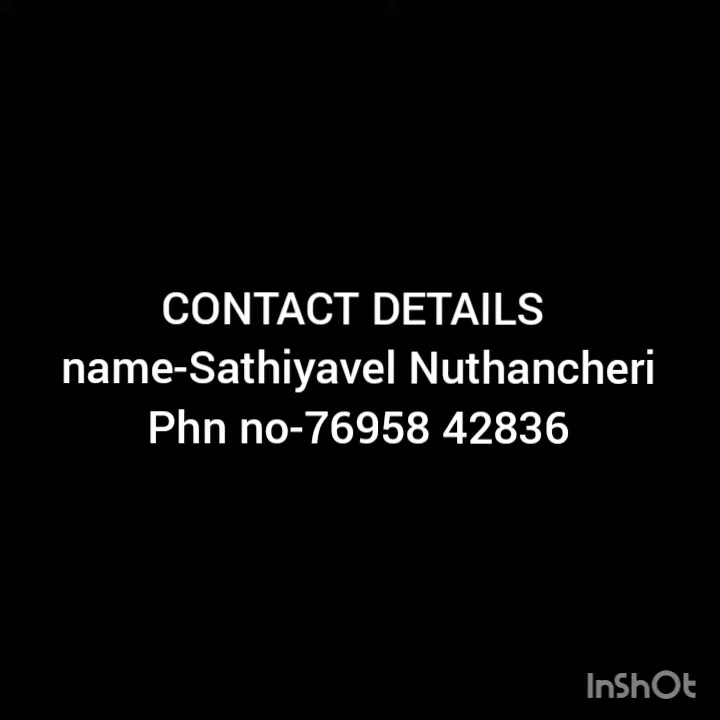 CONTACT DETAILS
name-Sathiyavel Nuthancheri
Phn no-76958 42836
InShOt